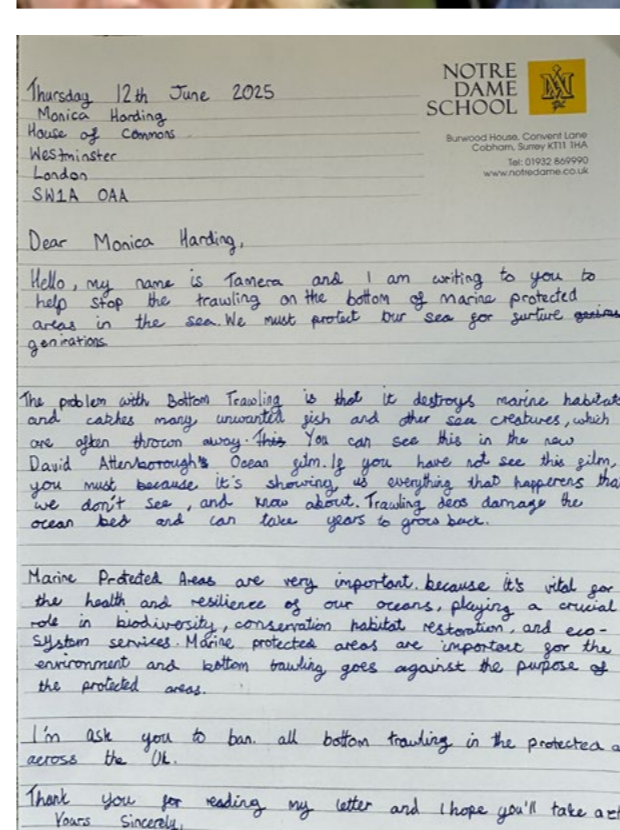 Thursday 12th June 2025
Monica Harding
House of Commons
Westminster
London
SW1A 0AA
NOTRE
DAME
SCHOOL
Burwood House, Convent Lane
Cobham, Surrey KT11 1HA
Tel: 01932 869990
www.notredame.co.uk
Dear Monica Harding,
Hello, my name is Tamera and I am writing to you to
help stop the trawling on the bottom of marine protected
areas in the sea. We must protect our sea for surture
genirations.
The problem with Bottom Trawling is that it destroys marine habitats
and catches many unwanted fish and other sea creatures, which
are often thrown away. This You can see this in the new
David Attenborough's Ocean film. If you have not see this film,
you must because it's showing us everything that happerens tha
we don't see, and know about. Trawling deos damage the
ocean bed and can take years to grow back.
Marine Protected Areas are very important. because it's vital for
the health and resilience of our oceans, playing a crucial
role in biodiversity, conservation habitat restoration, and eco-
system services. Marine protected areas are important for the
environment and bottom trawling goes against the purpose of
the protected areas.
I'm ask you to ban. all bottom trawling in the protected a
across the Uk.
Thank you for reading my letter and I hope you'll take act
Yours Sincerely,